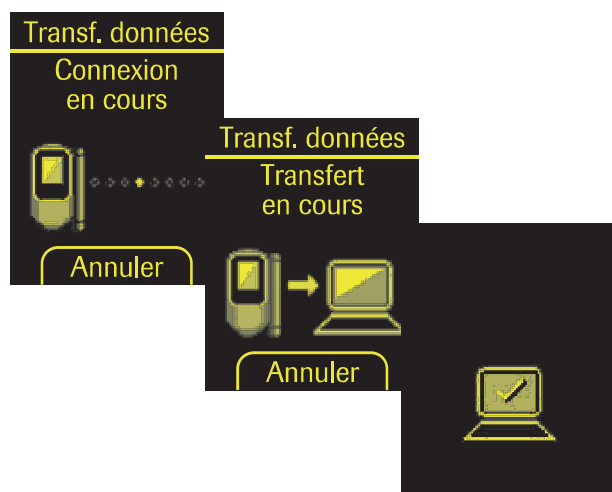 Transf. données
Connexion
en cours
Annuler
Transf. données
Transfert
en cours
Annuler